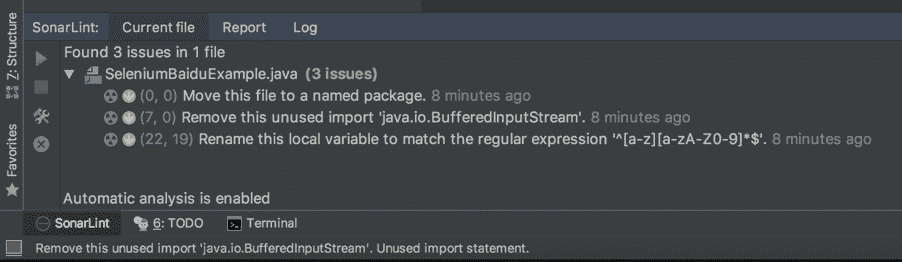 SonarLint: Current file Report Log
Found 3 issues in 1 file
SeleniumBaiduExample.java (3 issues)
(0, 0) Move this file to a named package. 8 minutes ago
(7, 0) Remove this unused import 'java.io.BufferedInputStream'. 8 minutes ago
(22, 19) Rename this local variable to match the regular expression '^[a-z][a-zA-Z0-9]*$'. 8 minutes ago
Automatic analysis is enabled
Z: Structure
Favorites
SonarLint 6: TODO Terminal
Remove this unused import 'java.io.BufferedInputStream'. Unused import statement.